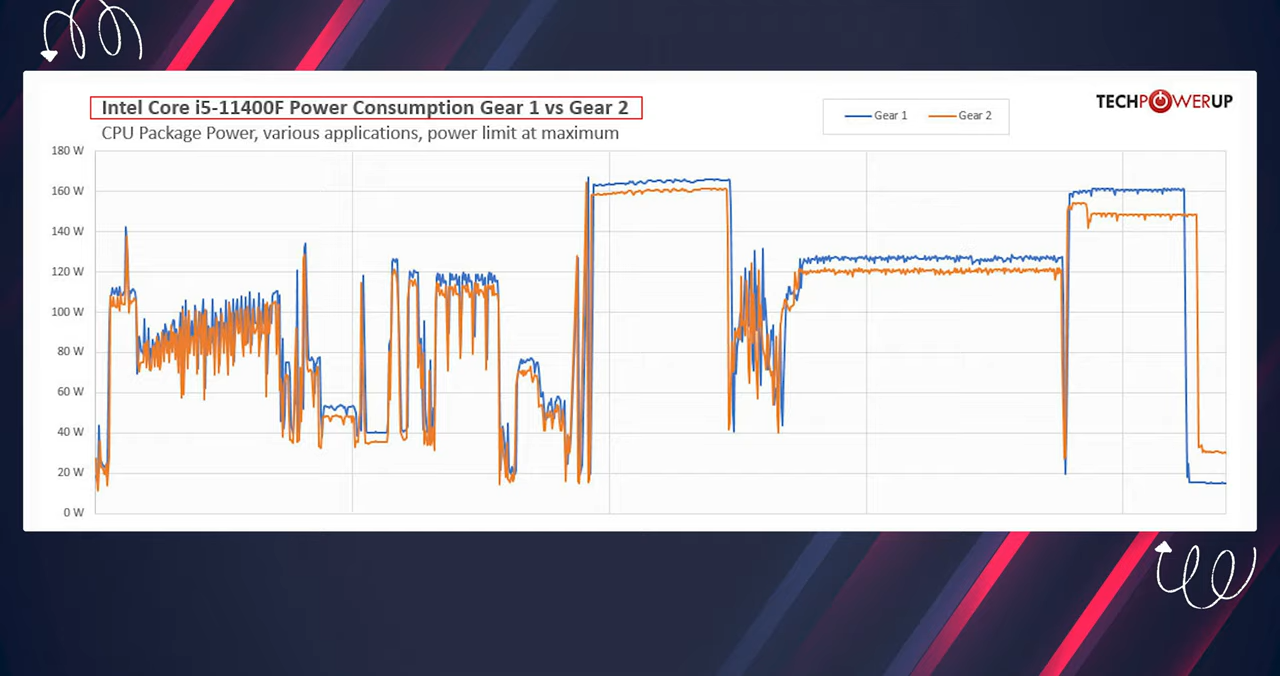 Intel Core i5-11400F Power Consumption Gear 1 vs Gear 2
CPU Package Power, various applications, power limit at maximum
Gear 1
Gear 2
TECHPOWERUP
180 W
160 W
140 W
120 W
100 W
80 W
60 W
40 W
20 W
0 W